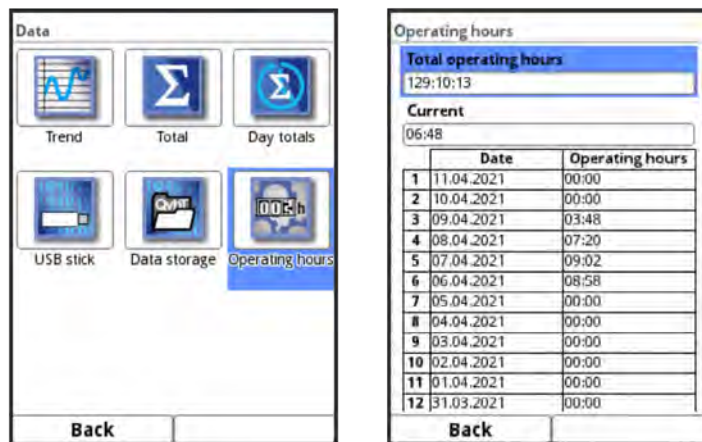 Data
Trend
Total
Day totals
USB stick
Data storage
Operating hours
Back
Operating hours
Total operating hours
129:10:13
Current
06:48
Date Operating hours
1 11.04.2021 00:00
2 10.04.2021 00:00
3 09.04.2021 03:48
4 08.04.2021 07:20
5 07.04.2021 09:02
6 06.04.2021 08:58
7 05.04.2021 00:00
8 04.04.2021 00:00
9 03.04.2021 00:00
10 02.04.2021 00:00
11 01.04.2021 00:00
12 31.03.2021 00:00
Back